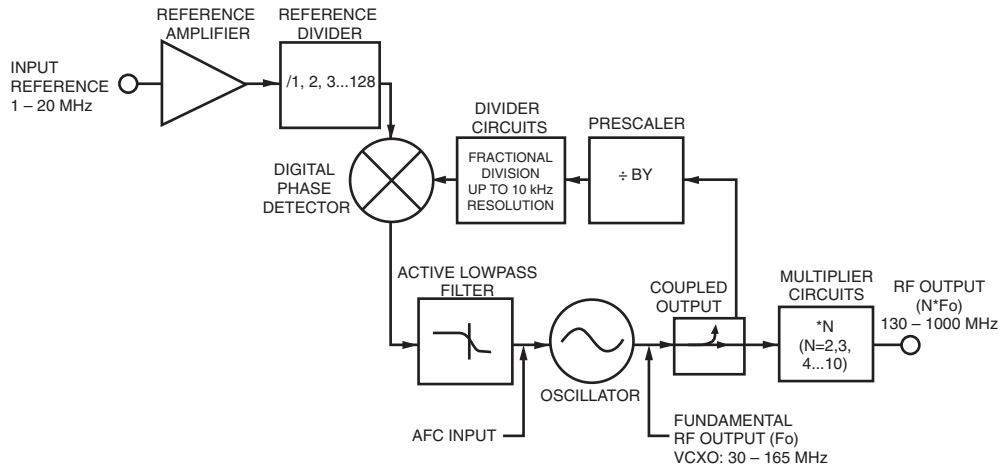 REFERENCE
AMPLIFIER
REFERENCE
DIVIDER
INPUT
REFERENCE
1 – 20 MHz
/1, 2, 3...128
DIGITAL
PHASE
DETECTOR
DIVIDER
CIRCUITS
FRACTIONAL
DIVISION
UP TO 10 kHz
RESOLUTION
PRESCALER
÷ BY
ACTIVE LOWPASS
FILTER
OSCILLATOR
COUPLED
OUTPUT
MULTIPLIER
CIRCUITS
*N
(N=2,3,
4...10)
RF OUTPUT
(N*Fo)
130 – 1000 MHz
AFC INPUT
FUNDAMENTAL
RF OUTPUT (Fo)
VCXO: 30 – 165 MHz